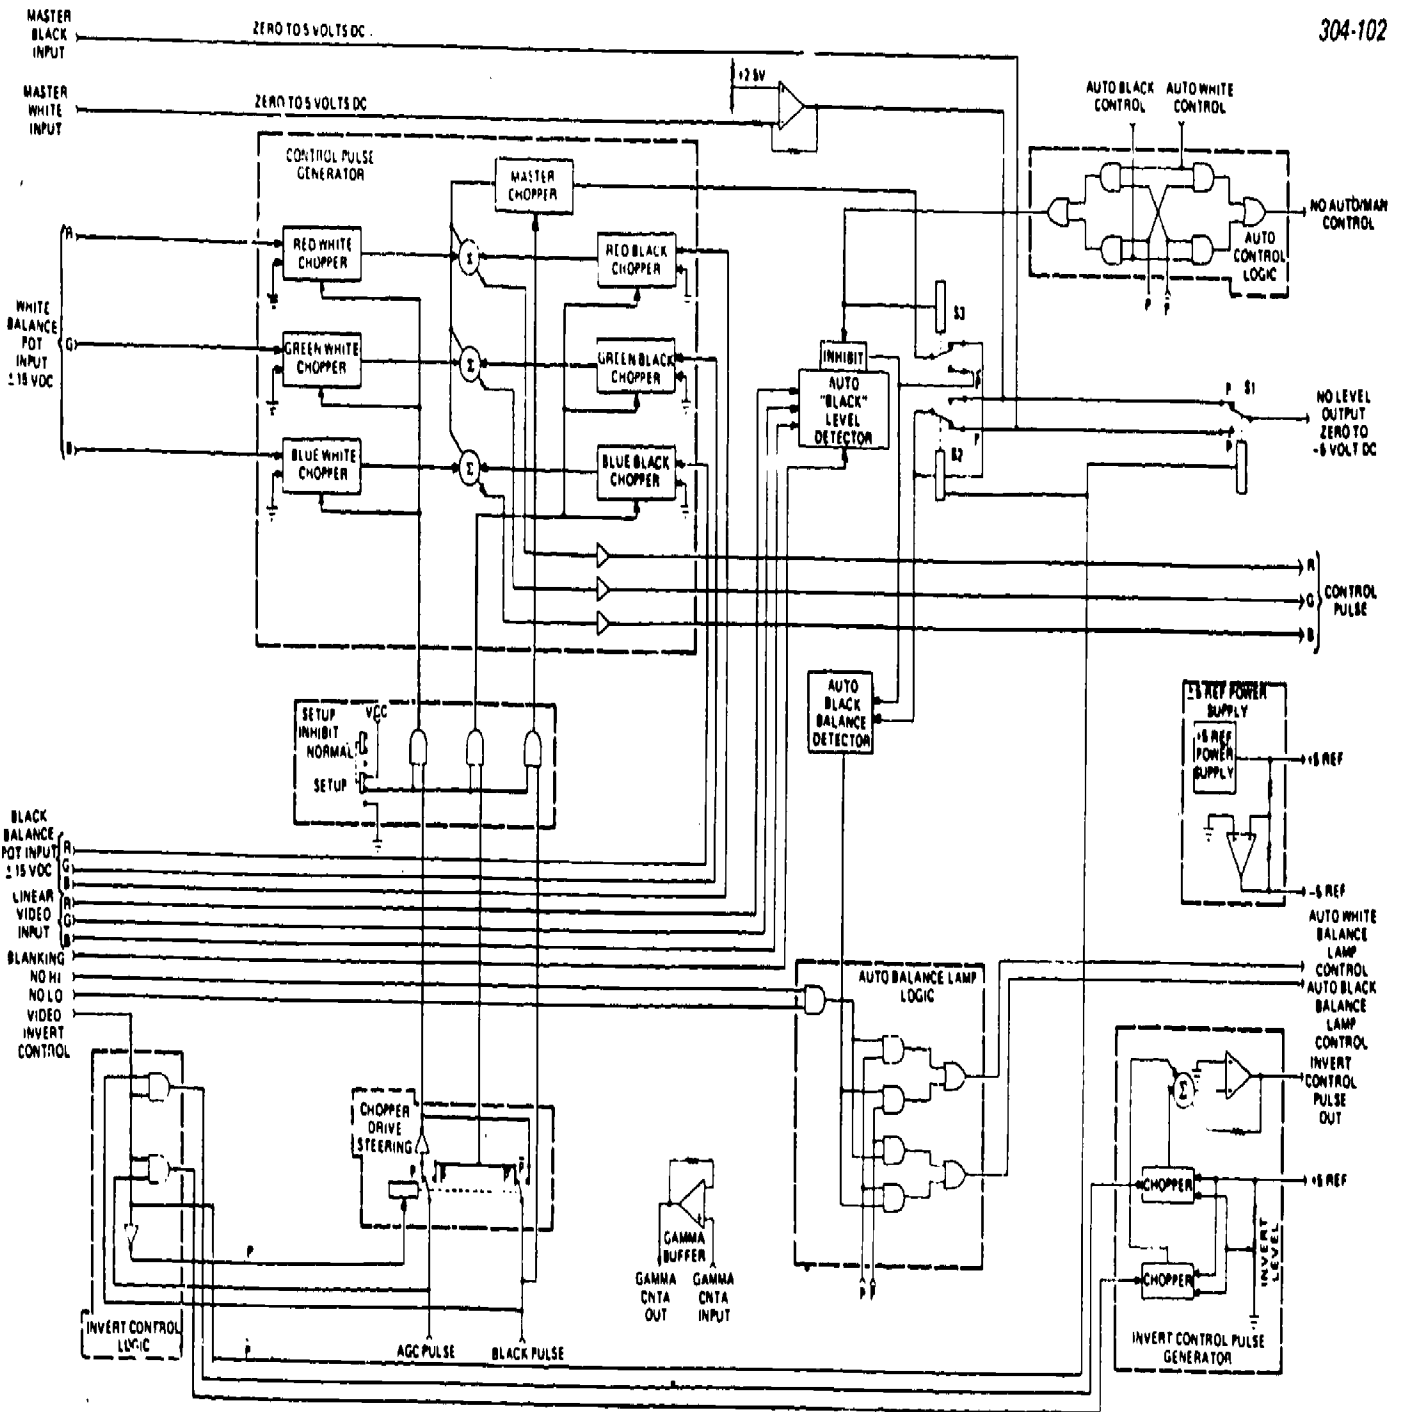 304-102
MASTER
BLACK
INPUT
ZERO TO 5 VOLTS DC
MASTER
WHITE
INPUT
ZERO TO 5 VOLTS DC
+2 5V
AUTO BLACK
CONTROL
AUTO WHITE
CONTROL
CONTROL PULSE
GENERATOR
MASTER
CHOPPER
NO AUTO/MAN
CONTROL
AUTO
CONTROL
LOGIC
P
P
R
RED WHITE
CHOPPER
Σ
RED BLACK
CHOPPER
WHITE
BALANCE
POT
INPUT
±15 VDC
G
GREEN WHITE
CHOPPER
Σ
GREEN BLACK
CHOPPER
B
BLUE WHITE
CHOPPER
Σ
BLUE BLACK
CHOPPER
S3
INHIBIT
AUTO
"BLACK"
LEVEL
DETECTOR
P
P
S2
P
S1
P
NO LEVEL
OUTPUT
ZERO TO
-5 VOLT DC
R
G
B
CONTROL
PULSE
AUTO
BLACK
BALANCE
DETECTOR
SETUP
INHIBIT
VCC
NORMAL
SETUP
±5 REF POWER
SUPPLY
+5 REF
POWER
SUPPLY
+5 REF
-5 REF
BLACK
BALANCE
POT INPUT
±15 VDC
R
G
B
LINEAR
VIDEO
INPUT
R
G
B
BLANKING
NO HI
NO LO
VIDEO
INVERT
CONTROL
AUTO BALANCE LAMP
LOGIC
P
P
AUTO WHITE
BALANCE
LAMP
CONTROL
AUTO BLACK
BALANCE
LAMP
CONTROL
INVERT
CONTROL
PULSE
OUT
CHOPPER
DRIVE
STEERING
P
P
P
P
Σ
CHOPPER
+5 REF
CHOPPER
INVERT
LEVEL
INVERT CONTROL PULSE
GENERATOR
GAMMA
BUFFER
GAMMA
CNTA
OUT
GAMMA
CNTA
INPUT
P
INVERT CONTROL
LOGIC
P
AGC PULSE
BLACK PULSE